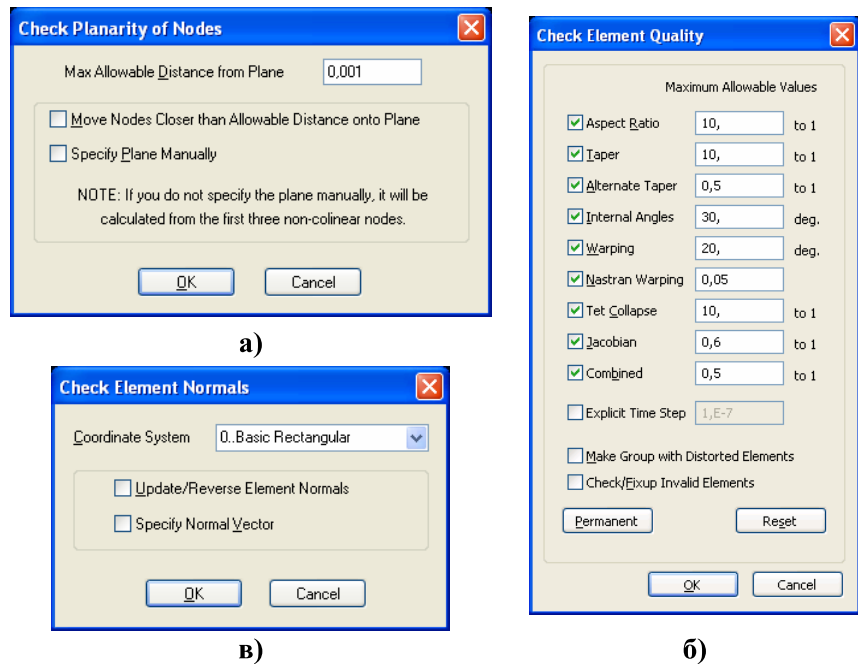 Check Planarity of Nodes
Max Allowable Distance from Plane 0,001
Move Nodes Closer than Allowable Distance onto Plane
Specify Plane Manually
NOTE: If you do not specify the plane manually, it will be
calculated from the first three non-colinear nodes.
OK Cancel
а)
Check Element Normals
Coordinate System 0..Basic Rectangular
Update/Reverse Element Normals
Specify Normal Vector
OK Cancel
в)
Check Element Quality
Maximum Allowable Values
Aspect Ratio 10, to 1
Taper 10, to 1
Alternate Taper 0,5 to 1
Internal Angles 30, deg.
Warping 20, deg.
Nastran Warping 0,05
Tet Collapse 10, to 1
Jacobian 0,6 to 1
Combined 0,5 to 1
Explicit Time Step 1,E-7
Make Group with Distorted Elements
Check/Fixup Invalid Elements
Permanent Reset
OK Cancel
б)